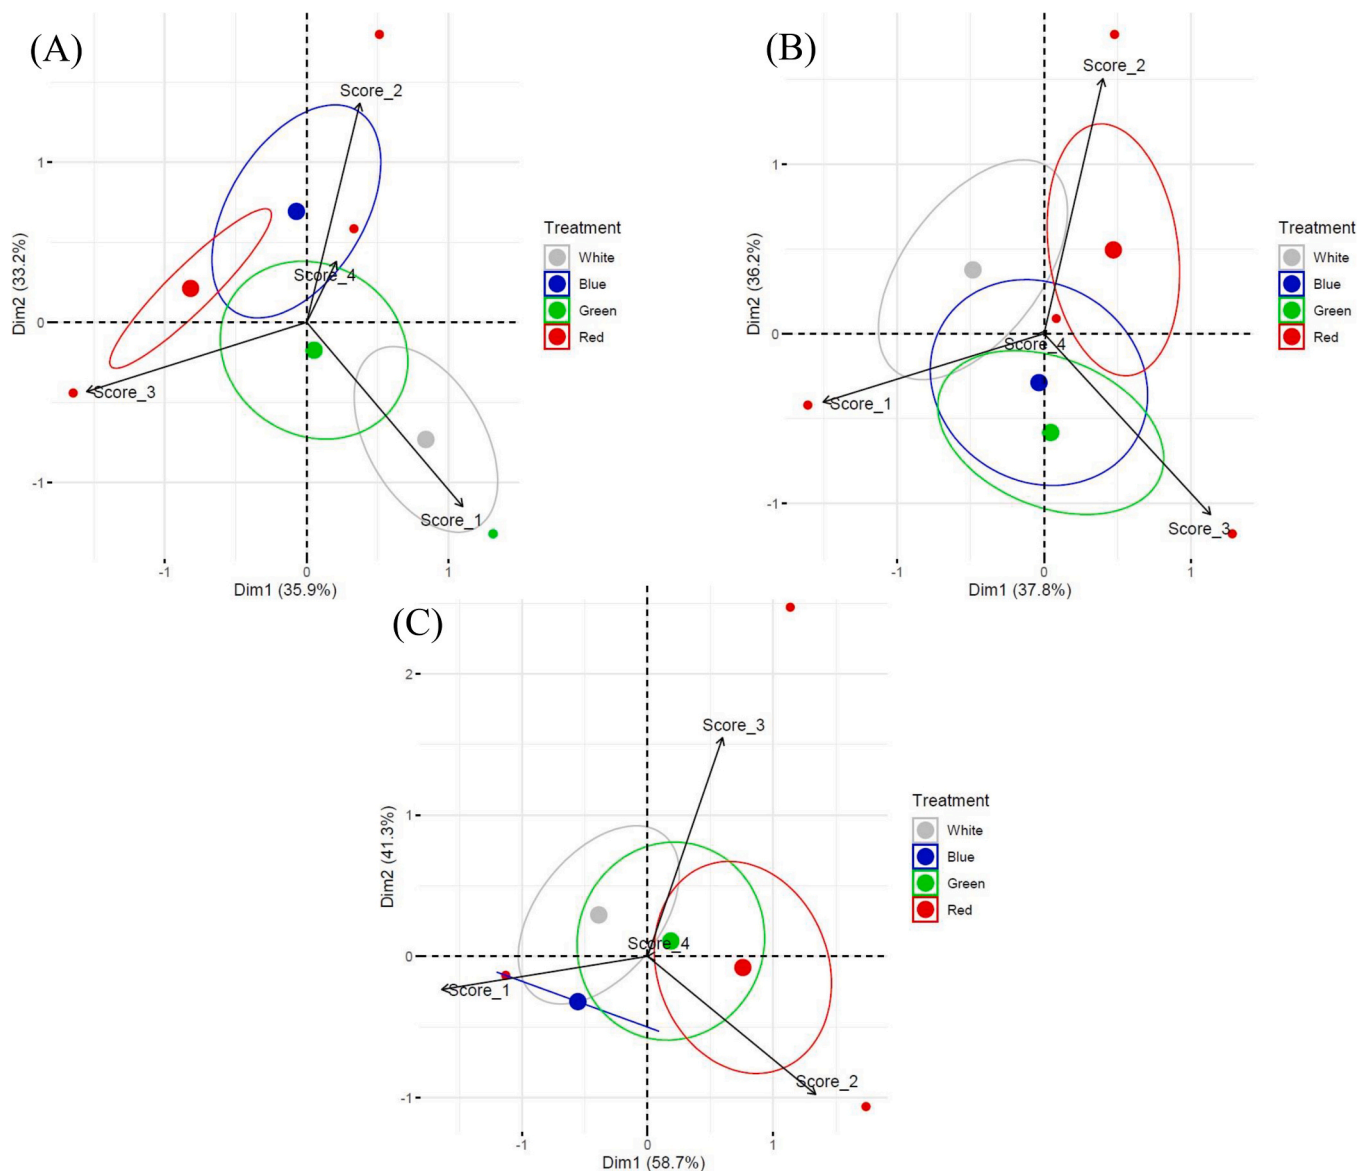 (A)
Score_2
1
Score_4
0
Score_3
-1
Score_1
-1
0
1
Dim1 (35.9%)
Dim2 (33.2%)
Treatment
White
Blue
Green
Red
(B)
Score_2
1
0
Score_4
Score_1
-1
Score_3
-1
0
1
Dim1 (37.8%)
Dim2 (36.2%)
Treatment
White
Blue
Green
Red
(C)
2
Score_3
1
Score_4
0
Score_1
Score_2
-1
-1
0
1
Dim1 (58.7%)
Dim2 (41.3%)
Treatment
White
Blue
Green
Red